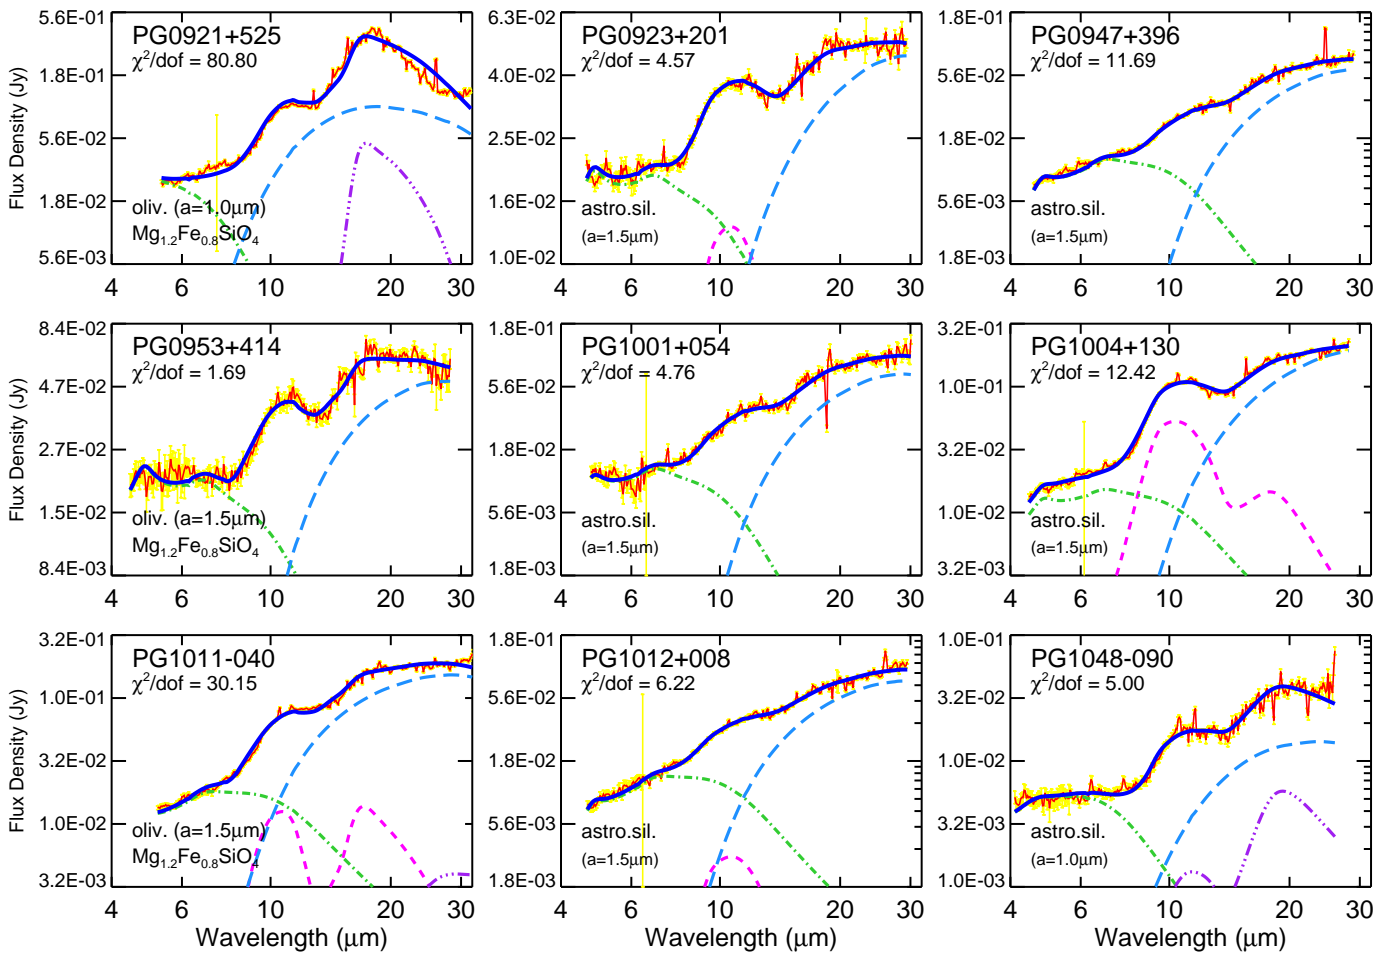 PG0921+525
χ²/dof = 80.80
oliv. (a=1.0μm)
Mg₁.₂Fe₀.₈SiO₄
Flux Density (Jy)
5.6E-01
1.8E-01
5.6E-02
1.8E-02
5.6E-03
4 6 10 20 30
PG0923+201
χ²/dof = 4.57
astro.sil.
(a=1.5μm)
6.3E-02
4.0E-02
2.5E-02
1.6E-02
1.0E-02
4 6 10 20 30
PG0947+396
χ²/dof = 11.69
astro.sil.
(a=1.5μm)
1.8E-01
5.6E-02
1.8E-02
5.6E-03
1.8E-03
4 6 10 20 30
PG0953+414
χ²/dof = 1.69
oliv. (a=1.5μm)
Mg₁.₂Fe₀.₈SiO₄
Flux Density (Jy)
8.4E-02
4.7E-02
2.7E-02
1.5E-02
8.4E-03
4 6 10 20 30
PG1001+054
χ²/dof = 4.76
astro.sil.
(a=1.5μm)
1.8E-01
5.6E-02
1.8E-02
5.6E-03
1.8E-03
4 6 10 20 30
PG1004+130
χ²/dof = 12.42
astro.sil.
(a=1.5μm)
3.2E-01
1.0E-01
3.2E-02
1.0E-02
3.2E-03
4 6 10 20 30
PG1011-040
χ²/dof = 30.15
oliv. (a=1.5μm)
Mg₁.₂Fe₀.₈SiO₄
Flux Density (Jy)
3.2E-01
1.0E-01
3.2E-02
1.0E-02
3.2E-03
4 6 10 20 30
Wavelength (μm)
PG1012+008
χ²/dof = 6.22
astro.sil.
(a=1.5μm)
1.8E-01
5.6E-02
1.8E-02
5.6E-03
1.8E-03
4 6 10 20 30
Wavelength (μm)
PG1048-090
χ²/dof = 5.00
astro.sil.
(a=1.0μm)
1.0E-01
3.2E-02
1.0E-02
3.2E-03
1.0E-03
4 6 10 20 30
Wavelength (μm)